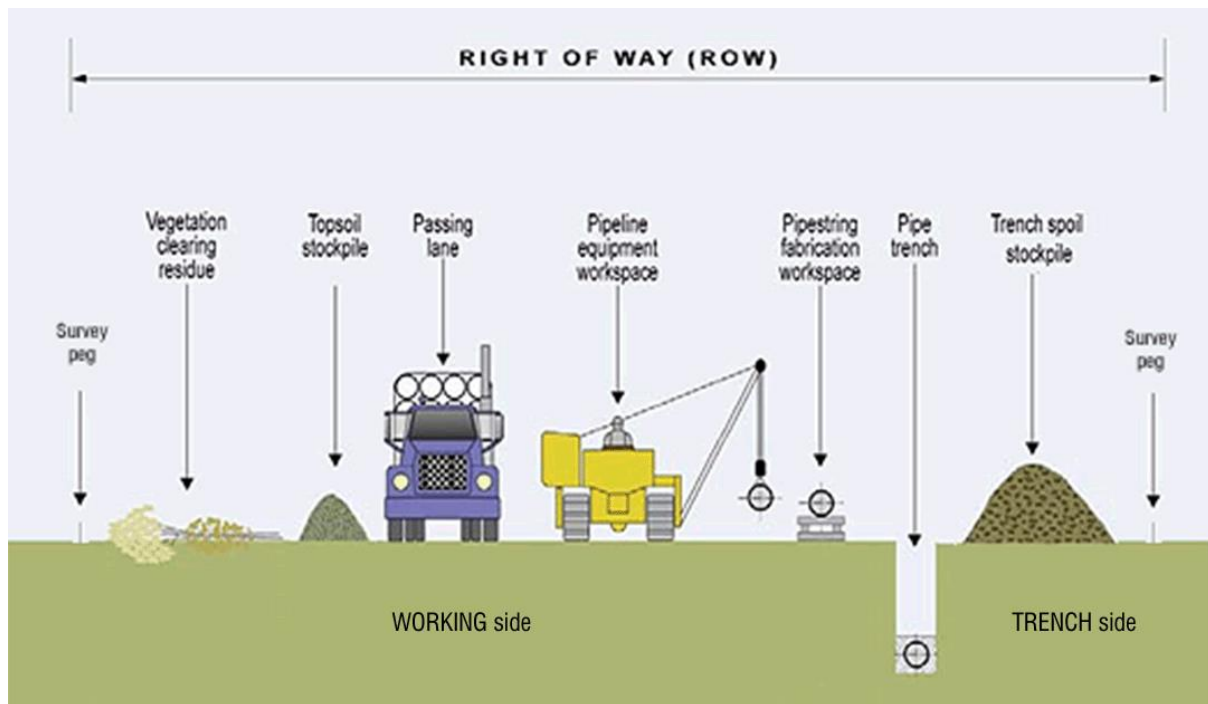 RIGHT OF WAY (ROW)
Vegetation
clearing
residue
Topsoil
stockpile
Passing
lane
Pipeline
equipment
workspace
Pipestring
fabrication
workspace
Pipe
trench
Trench spoil
stockpile
Survey
peg
Survey
peg
WORKING side
TRENCH side